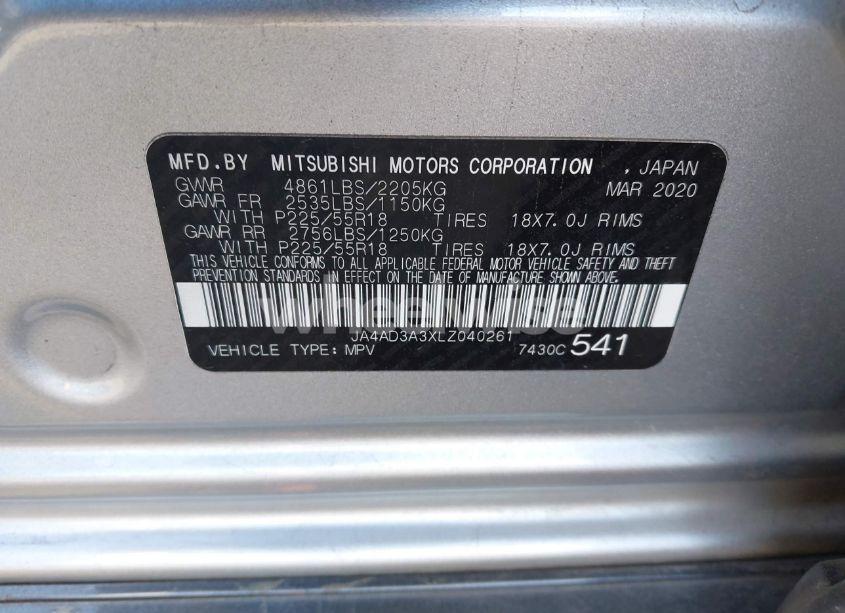 MFD.BY MITSUBISHI MOTORS CORPORATION , JAPAN
GVWR 4861LBS/2205KG MAR 2020
GAWR FR 2535LBS/1150KG
WITH P225/55R18 TIRES 18X7.0J RIMS
GAWR RR 2756LBS/1250KG
WITH P225/55R18 TIRES 18X7.0J RIMS
THIS VEHICLE CONFORMS TO ALL APPLICABLE FEDERAL MOTOR VEHICLE SAFETY AND THEFT
PREVENTION STANDARDS IN EFFECT ON THE DATE OF MANUFACTURE SHOWN ABOVE.
JA4AD3A3XLZ040261
VEHICLE TYPE:MPV 7430C 541